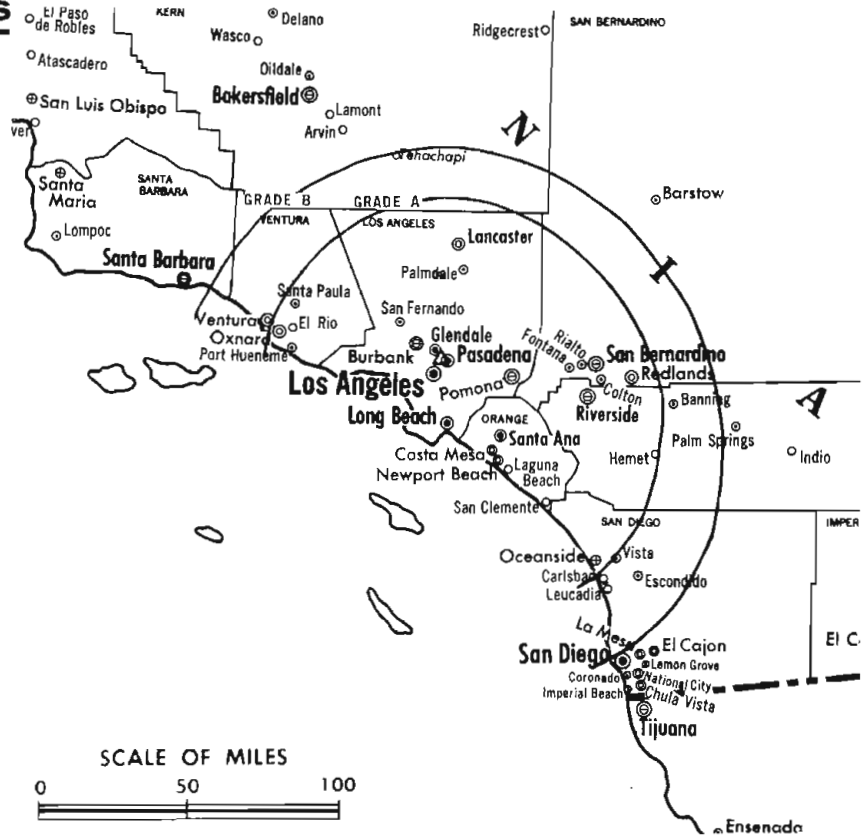 S
El Paso
de Robles
KERN
Delano
Wasco
Ridgecrest
SAN BERNARDINO
Atascadero
Oildale
Bakersfield
San Luis Obispo
Lamont
Arvin
ver
N
Tehachapi
Santa
Maria
SANTA
BARBARA
GRADE B
GRADE A
VENTURA
LOS ANGELES
Barstow
Lompoc
Lancaster
Santa Barbara
Palmdale
I
Santa Paula
San Fernando
Ventura
El Rio
Oxnard
Port Hueneme
Glendale
Burbank
Pasadena
Rialto
Fontana
San Bernardino
Redlands
Los Angeles
Pomona
Colton
Riverside
Banning
A
Long Beach
ORANGE
Santa Ana
Palm Springs
Costa Mesa
Newport Beach
Laguna
Beach
Hemet
Indio
San Clemente
SAN DIEGO
IMPER
Oceanside
Vista
Carlsbad
Escondido
Leucadia
La Mesa
El Cajon
El C
San Diego
Lemon Grove
Coronado
National City
Imperial Beach
Chula Vista
Tijuana
SCALE OF MILES
0 50 100
Ensenada